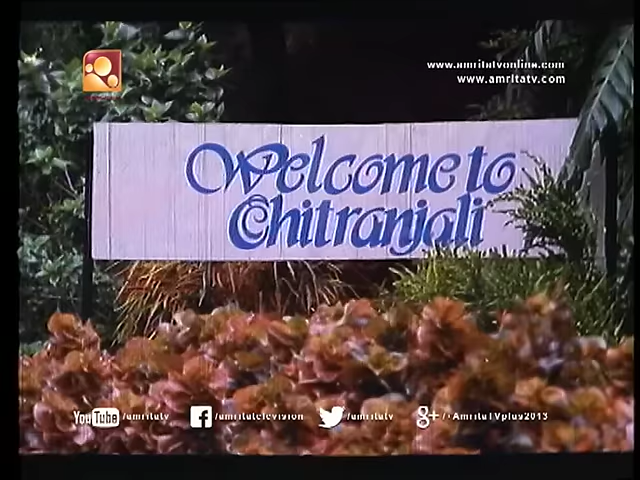 www.amritatvonline.com
www.amritatv.com
Welcome to
Chitranjali
YouTube /amritatv
/amritatelevision
/amritatv
g+ /+AmritaTVplus2013